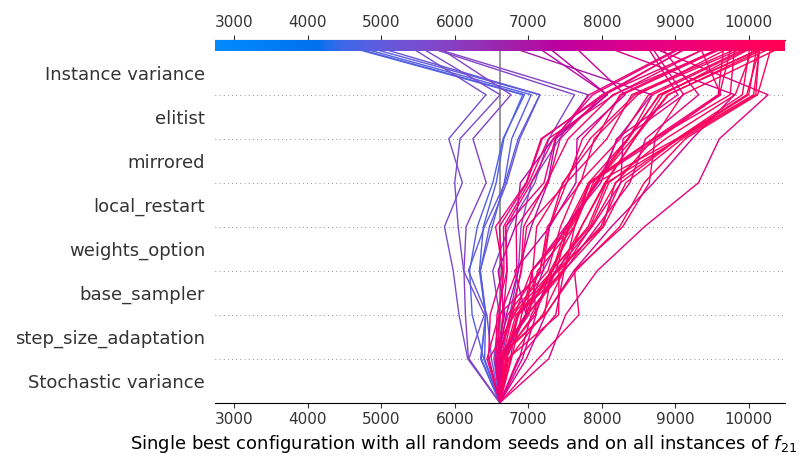 3000 4000 5000 6000 7000 8000 9000 10000
Instance variance
elitist
mirrored
local_restart
weights_option
base_sampler
step_size_adaptation
Stochastic variance
3000 4000 5000 6000 7000 8000 9000 10000
Single best configuration with all random seeds and on all instances of f21